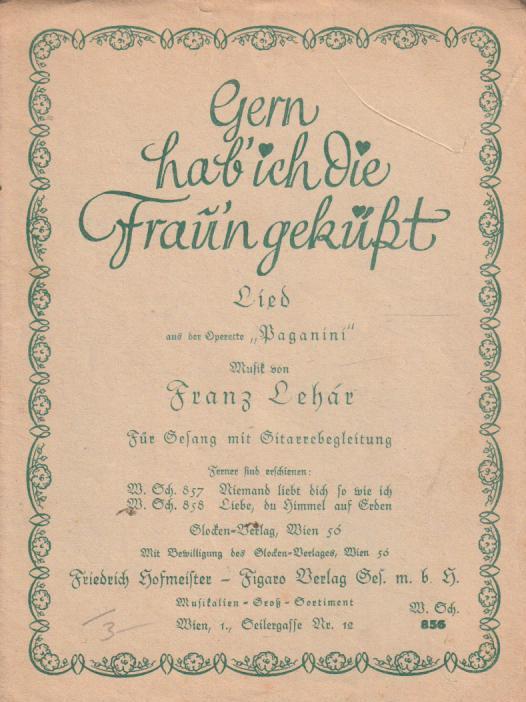 Gern
hab' ich die
Frau'n geküßt
Lied
aus der Operette „Paganini"
Musik von
Franz Lehár
Für Gesang mit Gitarrebegleitung
Ferner sind erschienen:
W. Sch. 857 Niemand liebt dich so wie ich
W. Sch. 858 Liebe, du Himmel auf Erden
Glocken-Verlag, Wien 56
Mit Bewilligung des Glocken-Verlages, Wien 56
Friedrich Hofmeister – Figaro Verlag Ges. m. b. H.
Musikalien-Groß-Sortiment
Wien, 1., Seilergasse Nr. 12
W. Sch.
856